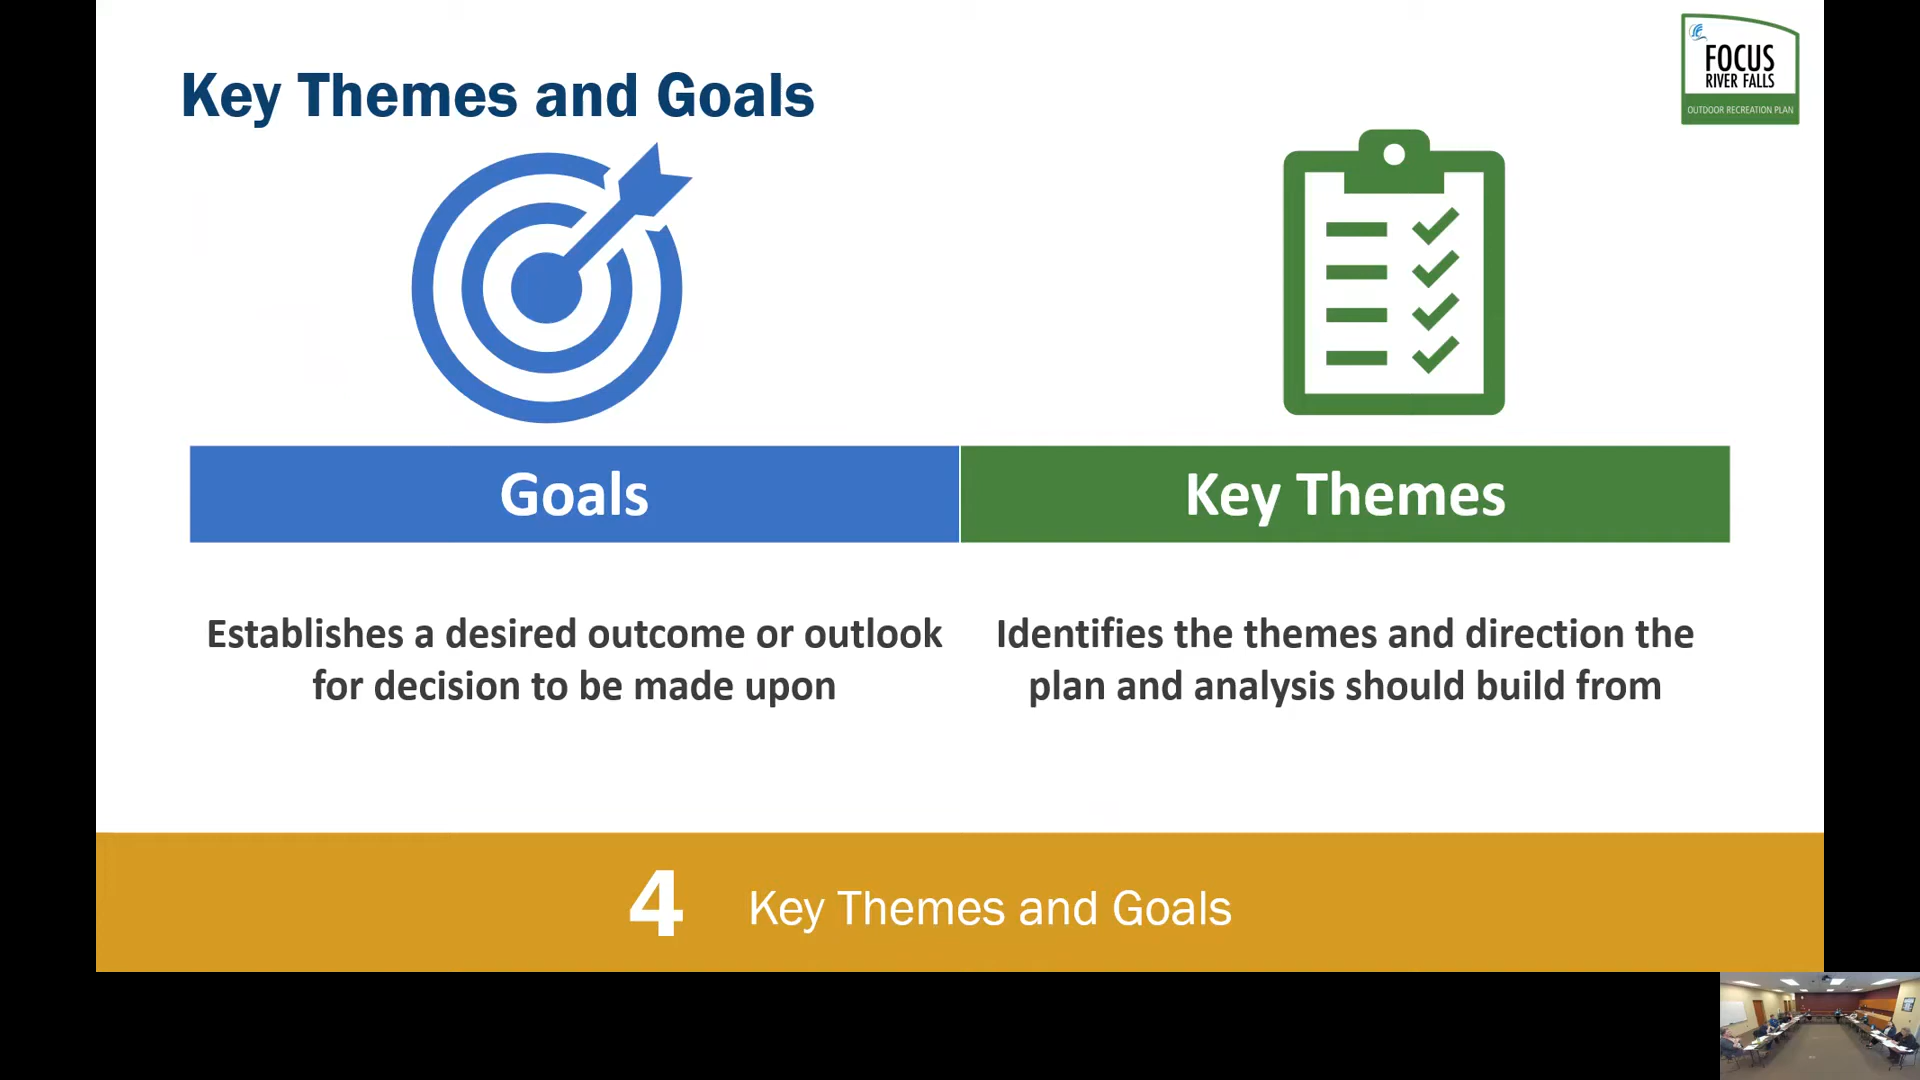 Key Themes and Goals
FOCUS
RIVER FALLS
OUTDOOR RECREATION PLAN
Goals
Key Themes
Establishes a desired outcome or outlook
for decision to be made upon
Identifies the themes and direction the
plan and analysis should build from
4 Key Themes and Goals